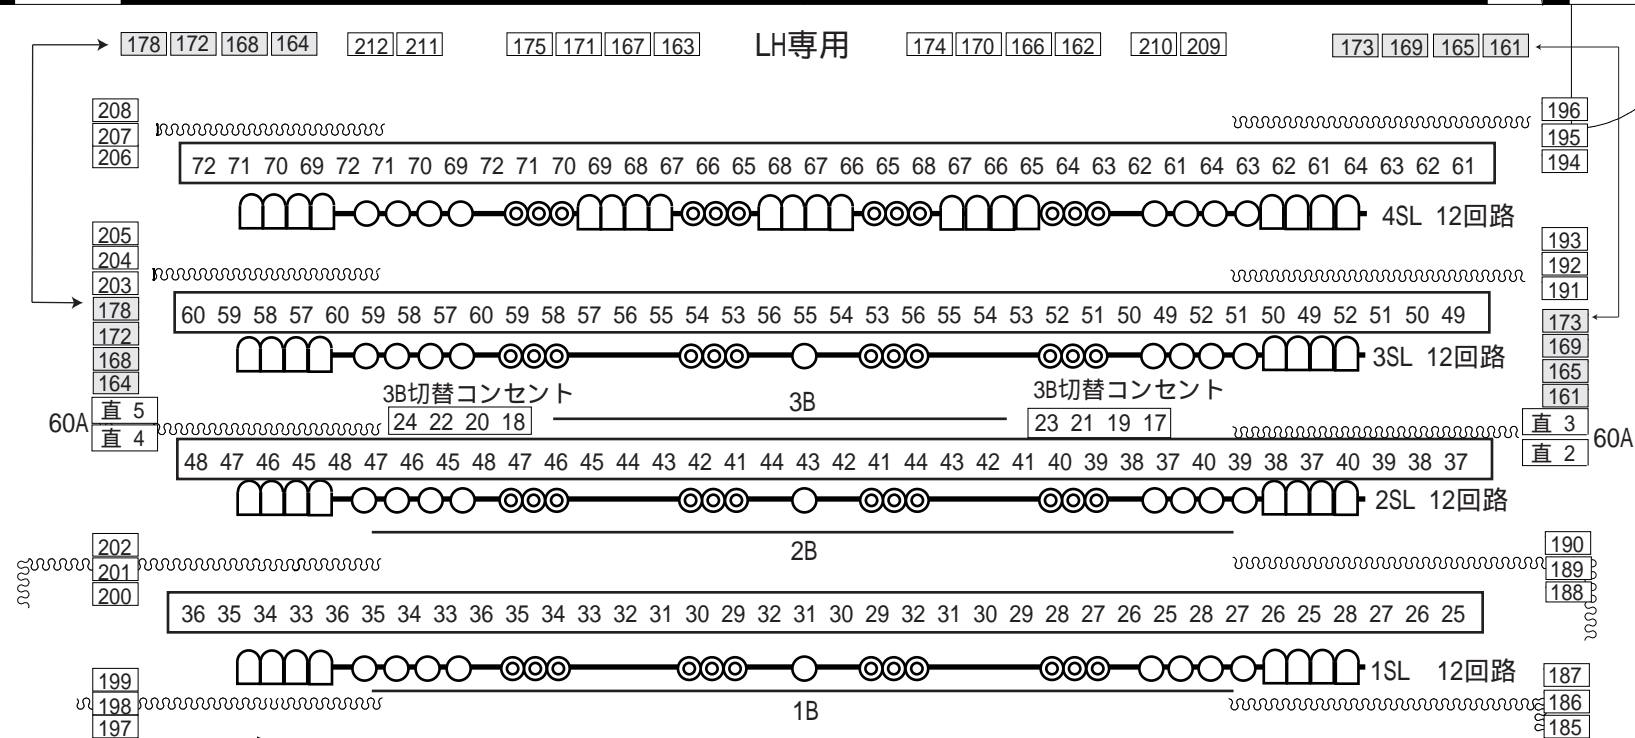 178 172 168 164 212 211 175 171 167 163 LH専用 174 170 166 162 210 209 173 169 165 161
208 196
207 195
206 194
72 71 70 69 72 71 70 69 72 71 70 69 68 67 66 65 68 67 66 65 68 67 66 65 64 63 62 61 64 63 62 61 64 63 62 61
4SL 12回路
205 193
204 192
203 191
178 173
60 59 58 57 60 59 58 57 60 59 58 57 56 55 54 53 56 55 54 53 56 55 54 53 52 51 50 49 52 51 50 49 52 51 50 49
172 169
3SL 12回路
168 165
164 161
3B切替コンセント 3B 3B切替コンセント
60A 直 5 24 22 20 18 23 21 19 17 直 3 60A
直 4 直 2
48 47 46 45 48 47 46 45 48 47 46 45 44 43 42 41 44 43 42 41 44 43 42 41 40 39 38 37 40 39 38 37 40 39 38 37
2SL 12回路
202 2B 190
201 189
200 188
36 35 34 33 36 35 34 33 36 35 34 33 32 31 30 29 32 31 30 29 32 31 30 29 28 27 26 25 28 27 26 25 28 27 26 25
1SL 12回路
199 187
198 1B 186
197 185